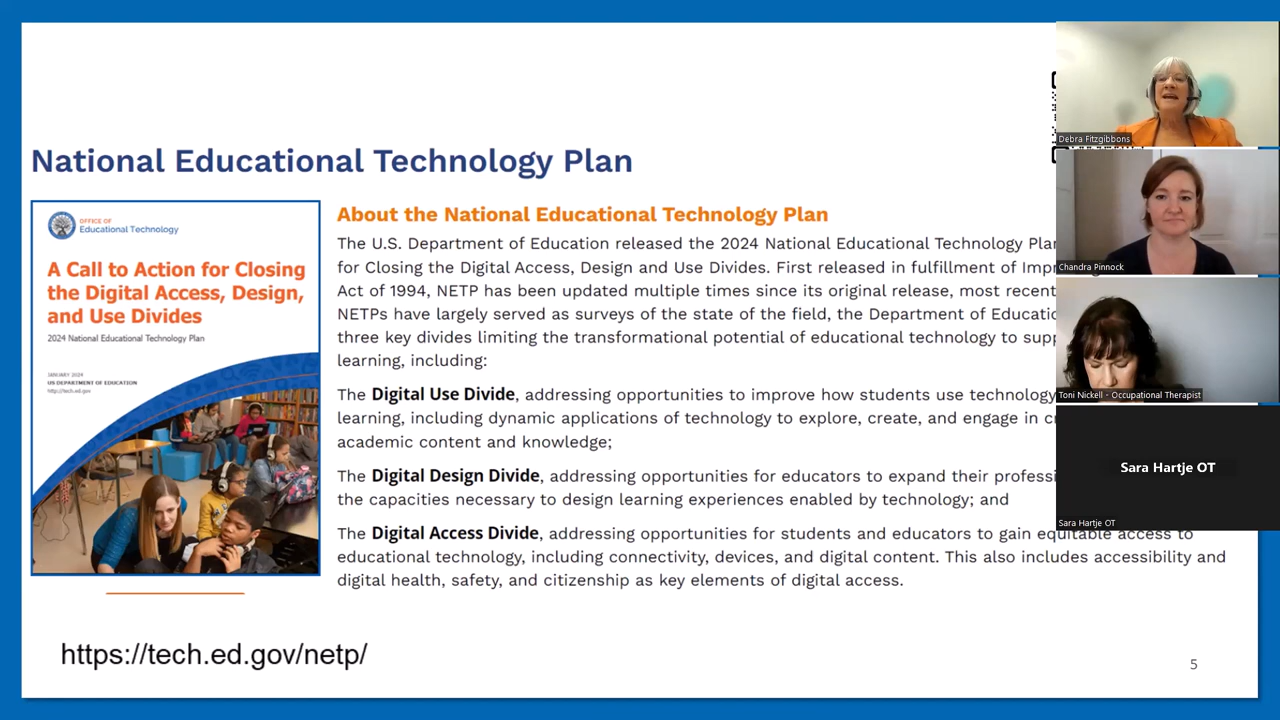 National Educational Technology Plan
OFFICE OF
Educational Technology
A Call to Action for Closing
the Digital Access, Design,
and Use Divides
2024 National Educational Technology Plan
JANUARY 2024
US DEPARTMENT OF EDUCATION
http://tech.ed.gov
About the National Educational Technology Plan
The U.S. Department of Education released the 2024 National Educational Technology Plan
for Closing the Digital Access, Design and Use Divides. First released in fulfillment of
Act of 1994, NETP has been updated multiple times since its original release, most
NETPs have largely served as surveys of the state of the field, the Department of
three key divides limiting the transformational potential of educational technology to
learning, including:
The Digital Use Divide, addressing opportunities to improve how students use technology
learning, including dynamic applications of technology to explore, create, and engage in
academic content and knowledge;
The Digital Design Divide, addressing opportunities for educators to expand their
the capacities necessary to design learning experiences enabled by technology; and
The Digital Access Divide, addressing opportunities for students and educators to gain equitable access to
educational technology, including connectivity, devices, and digital content. This also includes accessibility and
digital health, safety, and citizenship as key elements of digital access.
https://tech.ed.gov/netp/
5
Debra Fitzgibbons
Chandra Pinnock
Toni Nickell - Occupational Therapist
Sara Hartje OT
Sara Hartje OT